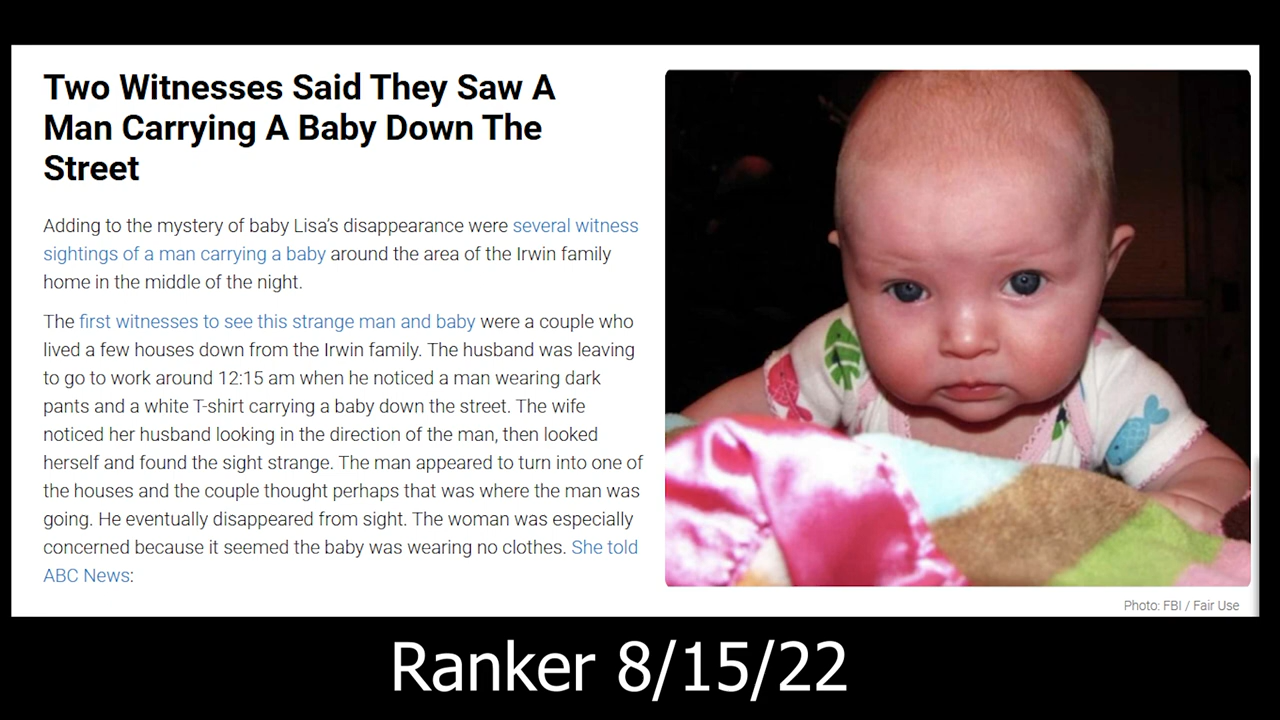 Two Witnesses Said They Saw A
Man Carrying A Baby Down The
Street
Adding to the mystery of baby Lisa's disappearance were several witness
sightings of a man carrying a baby around the area of the Irwin family
home in the middle of the night.
The first witnesses to see this strange man and baby were a couple who
lived a few houses down from the Irwin family. The husband was leaving
to go to work around 12:15 am when he noticed a man wearing dark
pants and a white T-shirt carrying a baby down the street. The wife
noticed her husband looking in the direction of the man, then looked
herself and found the sight strange. The man appeared to turn into one of
the houses and the couple thought perhaps that was where the man was
going. He eventually disappeared from sight. The woman was especially
concerned because it seemed the baby was wearing no clothes. She told
ABC News:
Photo: FBI / Fair Use
Ranker 8/15/22